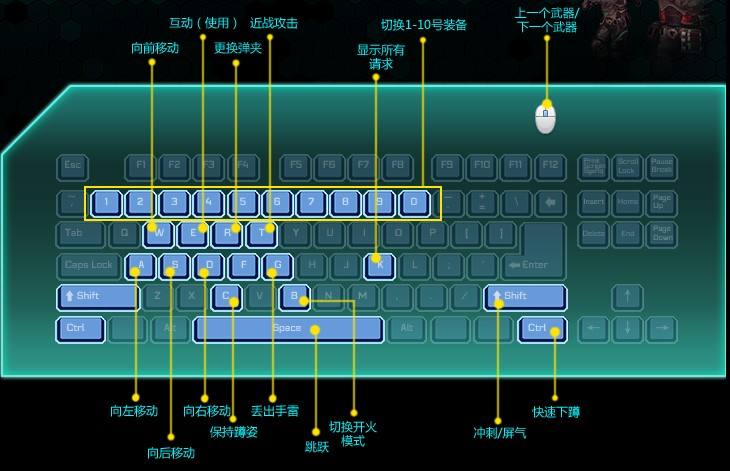 上一个武器/
下一个武器
互动（使用）
近战攻击
切换1-10号装备
向前移动
更换弹夹
显示所有
请求
Esc F1 F2 F3 F4 F5 F6 F7 F8 F9 F10 F11 F12 Print Screen SysRq Scroll Lock Pause Break
~ 1 2 3 4 5 6 7 8 9 0 - + = \ Insert Home Page Up
Tab Q W E R T Y U I O P [ ] Delete End Page Down
Caps Lock A S D F G H J K L ; ' Enter
Shift Z X C V B N M , . / Shift
Ctrl Alt Space Alt Ctrl
向左移动
向右移动
丢出手雷
快速下蹲
保持蹲姿
切换开火
模式
冲刺/屏气
向后移动
跳跃